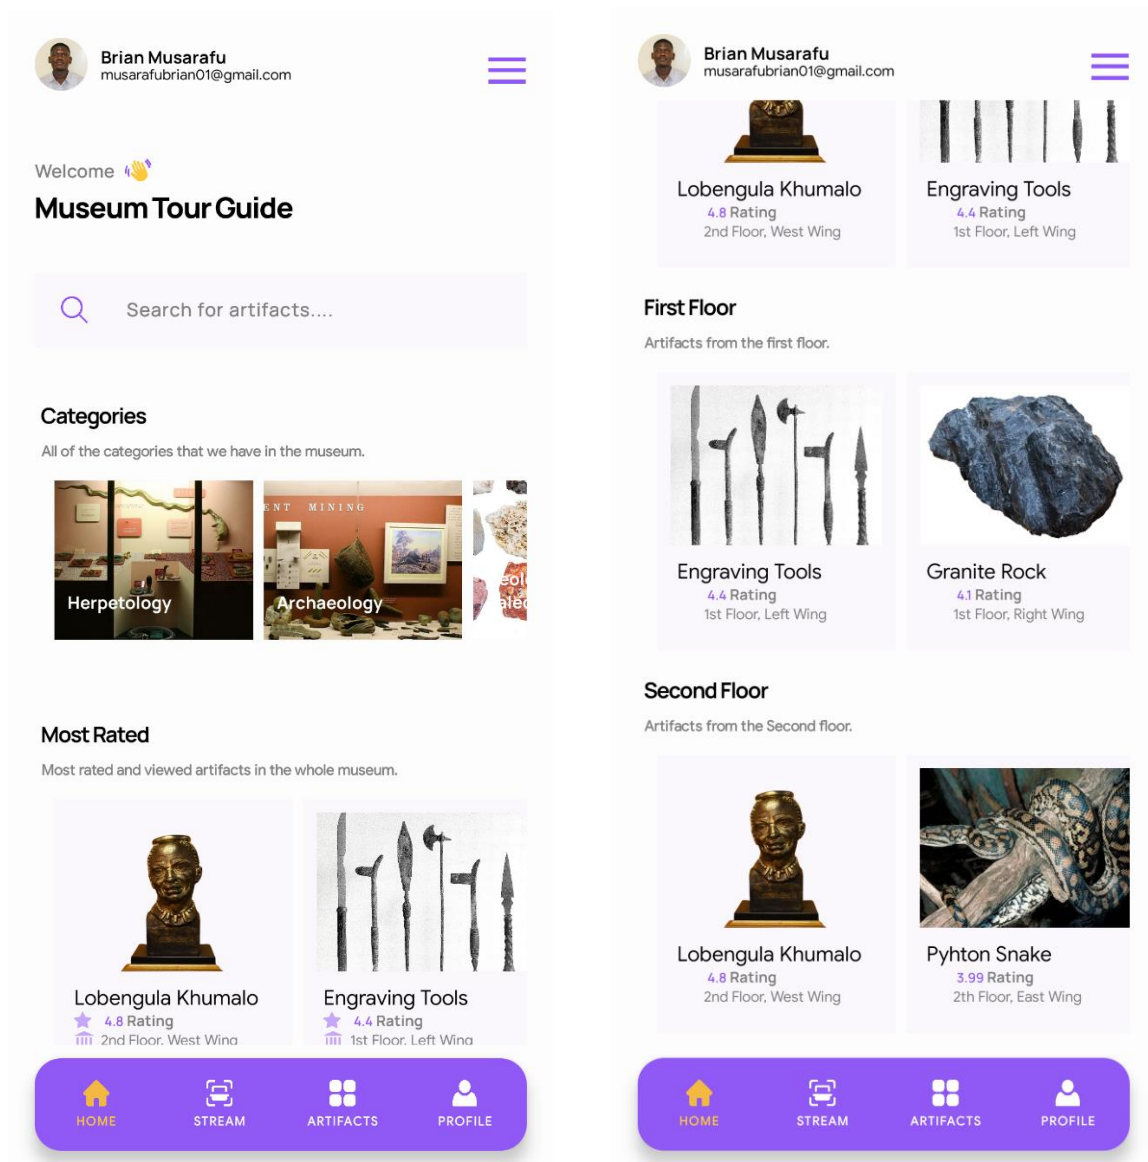 Brian Musarafu
musarafubrian01@gmail.com
Welcome
Museum Tour Guide
Search for artifacts....
Categories
All of the categories that we have in the museum.
ENT MINING
Herpetology
Archaeology
Most Rated
Most rated and viewed artifacts in the whole museum.
Lobengula Khumalo
4.8 Rating
2nd Floor, West Wing
Engraving Tools
4.4 Rating
1st Floor, Left Wing
HOME
STREAM
ARTIFACTS
PROFILE
Brian Musarafu
musarafubrian01@gmail.com
Lobengula Khumalo
4.8 Rating
2nd Floor, West Wing
Engraving Tools
4.4 Rating
1st Floor, Left Wing
First Floor
Artifacts from the first floor.
Engraving Tools
4.4 Rating
1st Floor, Left Wing
Granite Rock
4.1 Rating
1st Floor, Right Wing
Second Floor
Artifacts from the Second floor.
Lobengula Khumalo
4.8 Rating
2nd Floor, West Wing
Pyhton Snake
3.99 Rating
2th Floor, East Wing
HOME
STREAM
ARTIFACTS
PROFILE